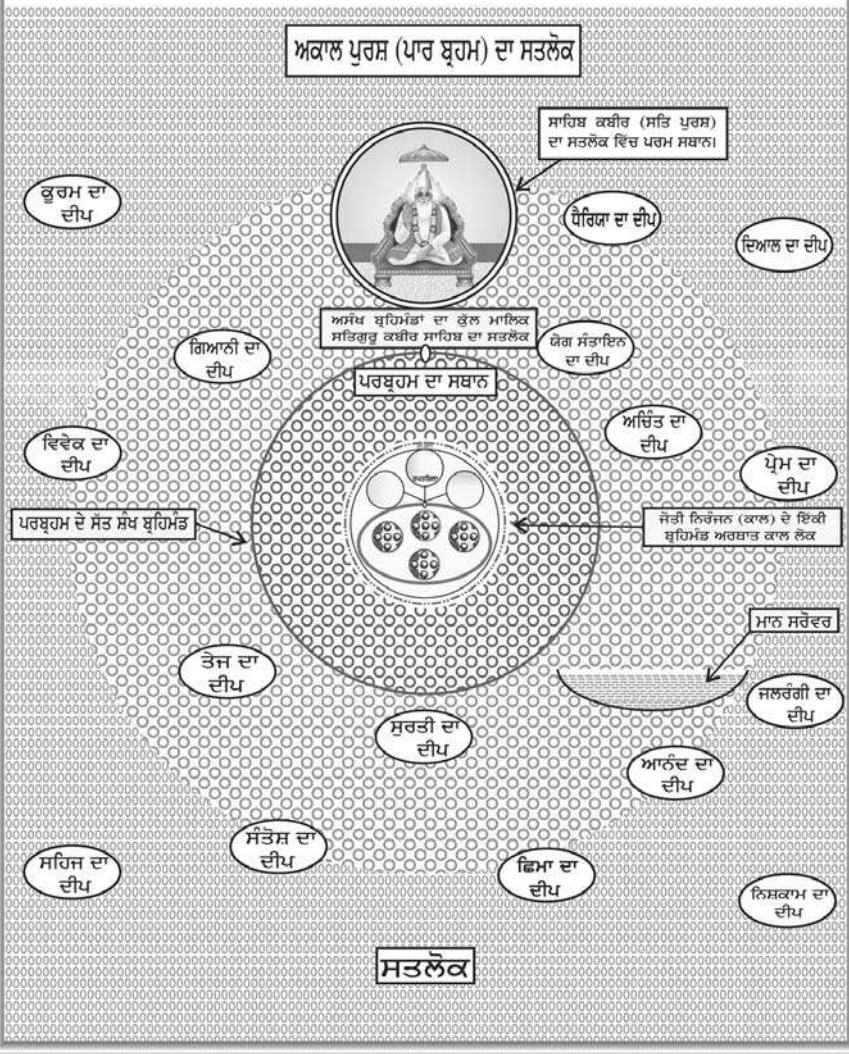 ਅਕਾਲ ਪੁਰਸ਼ (ਪਾਰ ਬ੍ਰਹਮ) ਦਾ ਸਤਲੋਕ
ਸਾਹਿਬ ਕਬੀਰ (ਸਤਿ ਪੁਰਸ਼)
ਦਾ ਸਤਲੋਕ ਵਿੱਚ ਪਰਮ ਸਥਾਨ।
ਕੂਰਮ ਦਾ
ਦੀਪ
ਧੈਰਿਯਾ ਦਾ ਦੀਪ
ਦਿਆਲ ਦਾ ਦੀਪ
ਅਸੰਖ ਬ੍ਰਹਿਮੰਡਾਂ ਦਾ ਕੁੱਲ ਮਾਲਿਕ
ਸਤਿਗੁਰੂ ਕਬੀਰ ਸਾਹਿਬ ਦਾ ਸਤਲੋਕ
ਗਿਆਨੀ ਦਾ
ਦੀਪ
ਯੋਗ ਸੰਤਾਇਨ
ਦਾ ਦੀਪ
ਪਰਬ੍ਰਹਮ ਦਾ ਸਥਾਨ
ਅਚਿੰਤ ਦਾ
ਦੀਪ
ਵਿਵੇਕ ਦਾ
ਦੀਪ
ਪ੍ਰੇਮ ਦਾ
ਦੀਪ
ਪਰਬ੍ਰਹਮ ਦੇ ਸੱਤ ਸ਼ੰਖ ਬ੍ਰਹਿਮੰਡ
ਜੋਤੀ ਨਿਰੰਜਨ (ਕਾਲ) ਦੇ ਇੱਕੀ
ਬ੍ਰਹਿਮੰਡ ਅਰਥਾਤ ਕਾਲ ਲੋਕ
ਮਾਨ ਸਰੋਵਰ
ਤੇਜ ਦਾ
ਦੀਪ
ਜਲਰੰਗੀ ਦਾ
ਦੀਪ
ਸੁਰਤੀ ਦਾ
ਦੀਪ
ਆਨੰਦ ਦਾ
ਦੀਪ
ਸੰਤੋਸ਼ ਦਾ
ਦੀਪ
ਸਹਿਜ ਦਾ
ਦੀਪ
ਛਿਮਾ ਦਾ
ਦੀਪ
ਨਿਸ਼ਕਾਮ ਦਾ
ਦੀਪ
ਸਤਲੋਕ